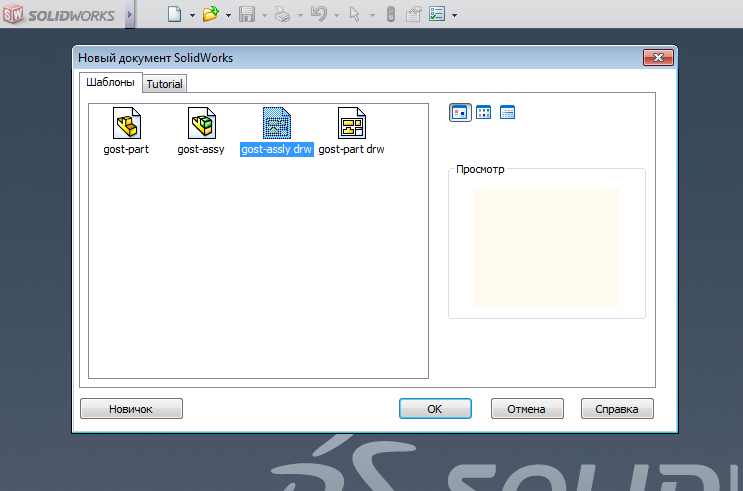 SW SOLIDWORKS
Новый документ SolidWorks
Шаблоны Tutorial
gost-part gost-assy gost-assly drw gost-part drw
Просмотр
Новичок OK Отмена Справка
SOLID